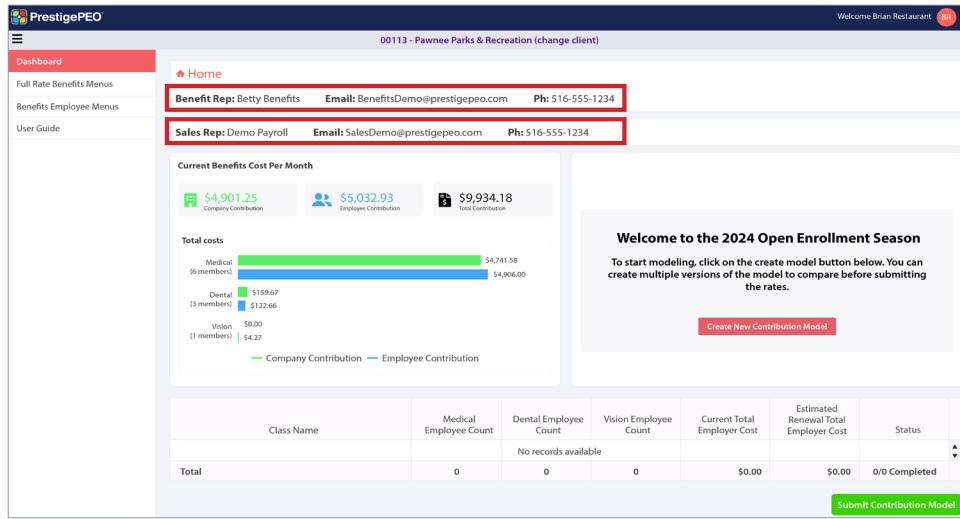 PrestigePEO
Welcome Brian Restaurant BR
00113 - Pawnee Parks & Recreation (change client)
Dashboard
Full Rate Benefits Menus
Benefits Employee Menus
User Guide
Home
Benefit Rep: Betty Benefits Email: BenefitsDemo@prestigepeo.com Ph: 516-555-1234
Sales Rep: Demo Payroll Email: SalesDemo@prestigepeo.com Ph: 516-555-1234
Current Benefits Cost Per Month
$4,901.25
Company Contribution
$5,032.93
Employee Contribution
$9,934.18
Total Contribution
Total costs
Medical
(6 members)
$4,741.58
$4,906.00
Dental
(3 members)
$159.67
$122.66
Vision
(1 members)
$0.00
$4.27
Company Contribution Employee Contribution
Welcome to the 2024 Open Enrollment Season
To start modeling, click on the create model button below. You can
create multiple versions of the model to compare before submitting
the rates.
Create New Contribution Model
Class Name
Medical
Employee Count
Dental Employee
Count
Vision Employee
Count
Current Total
Employer Cost
Estimated
Renewal Total
Employer Cost
Status
No records available
Total 0 0 0 $0.00 $0.00 0/0 Completed
Submit Contribution Model